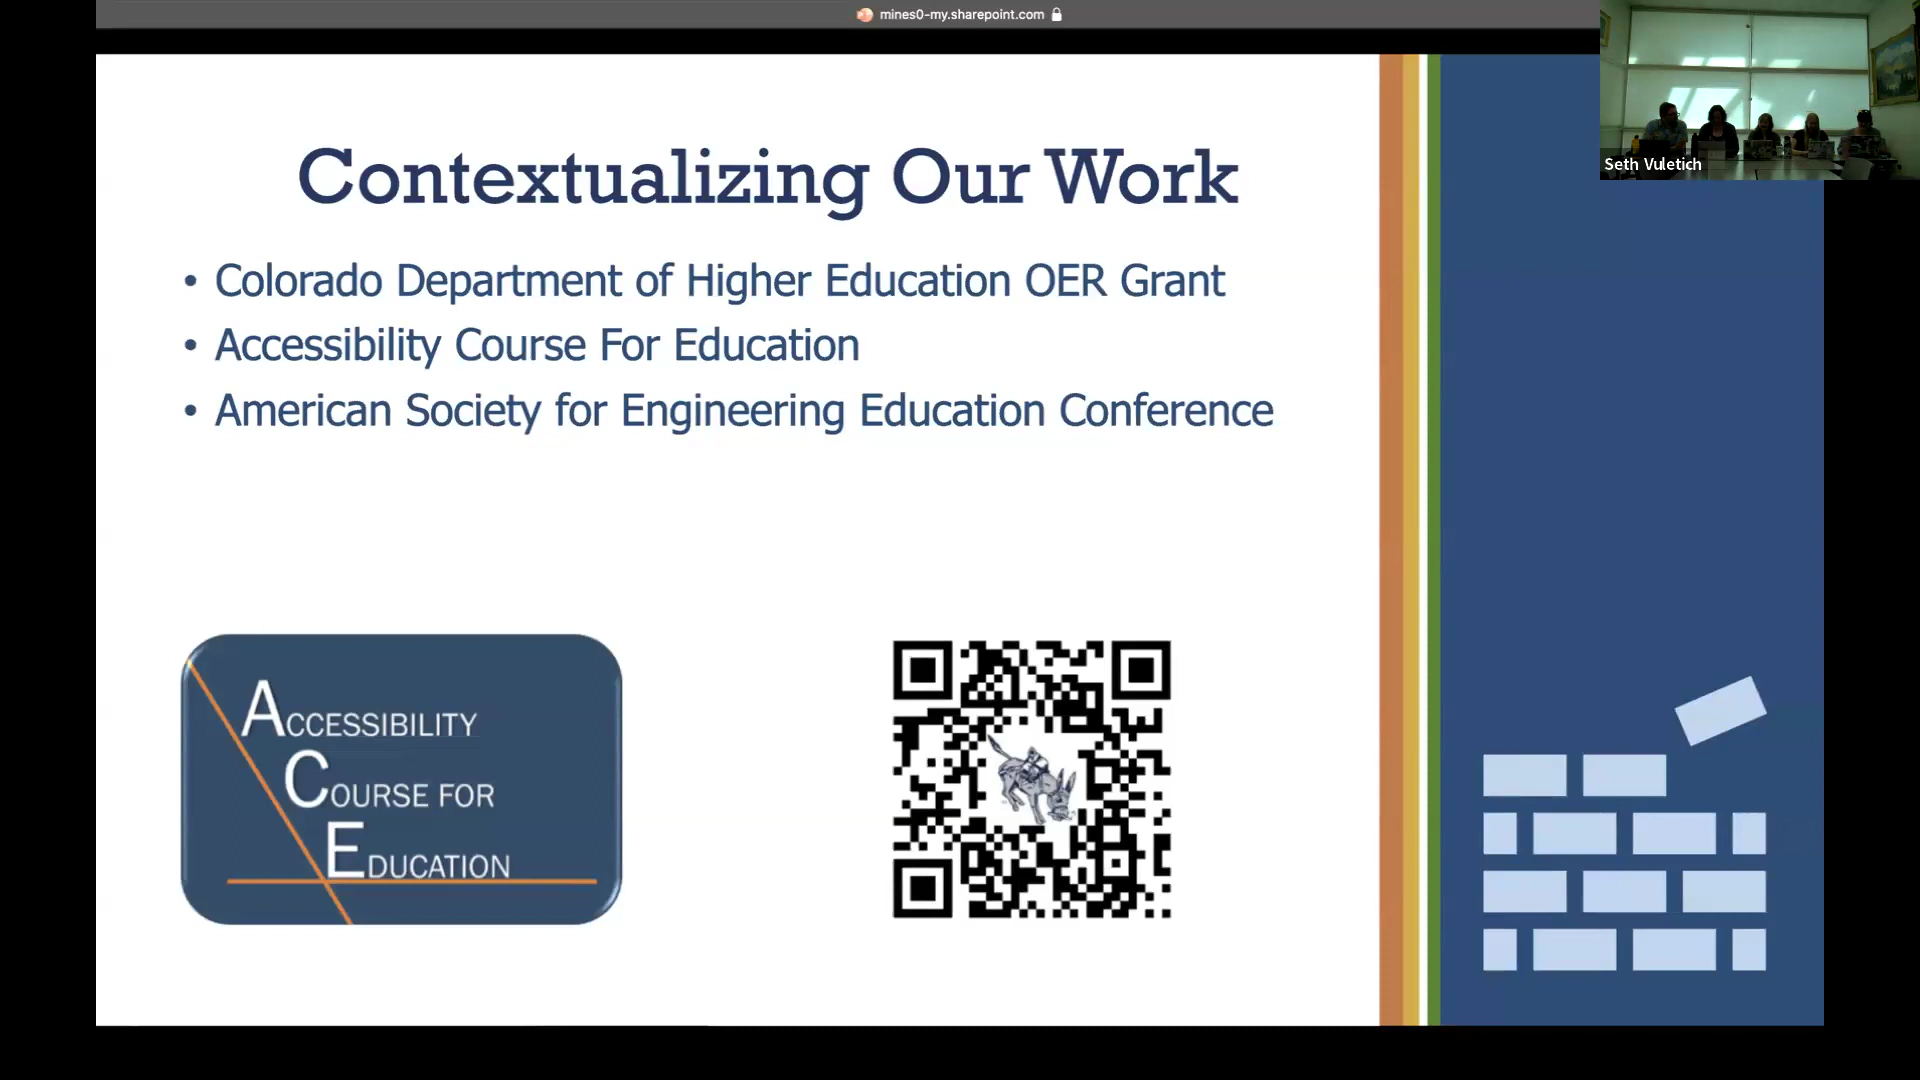 mines0-my.sharepoint.com
Seth Vuletich
Contextualizing Our Work
• Colorado Department of Higher Education OER Grant
• Accessibility Course For Education
• American Society for Engineering Education Conference
ACCESSIBILITY
COURSE FOR
EDUCATION